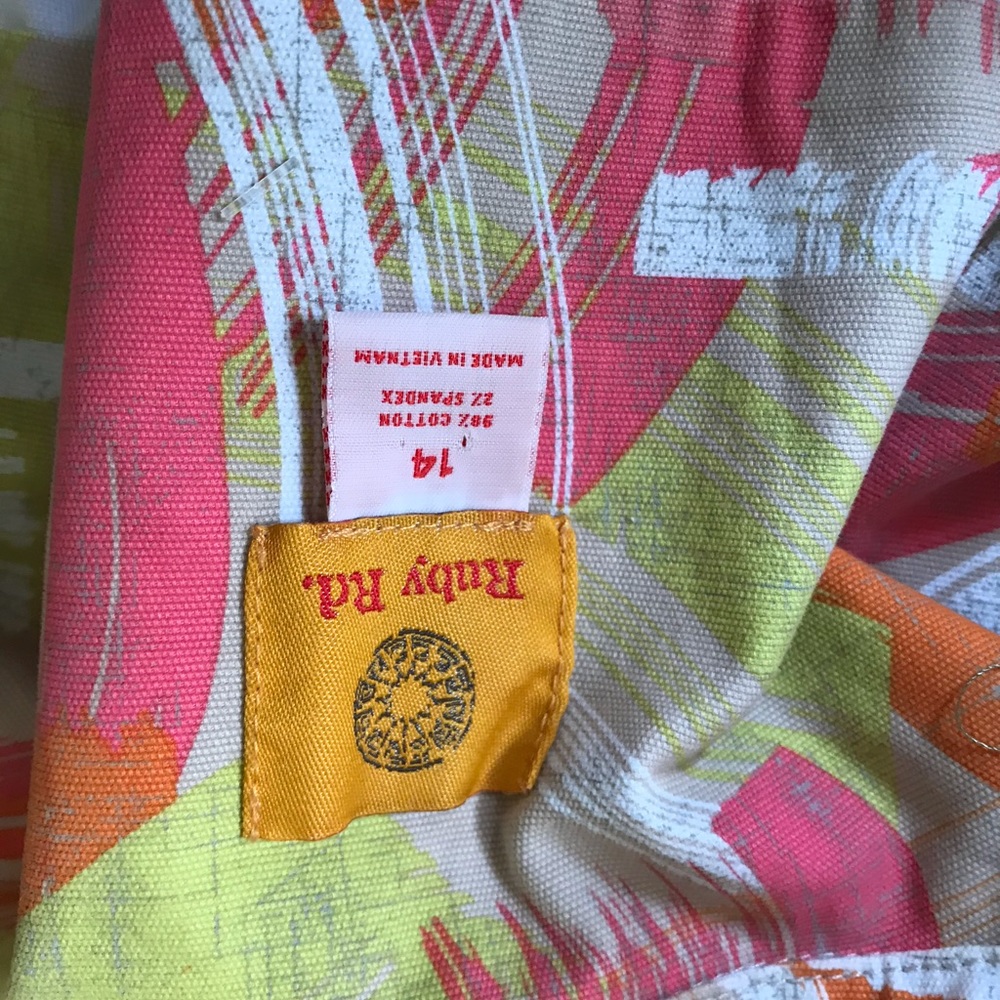 Ruby Rd.
14
98% COTTON
2% SPANDEX
MADE IN VIETNAM